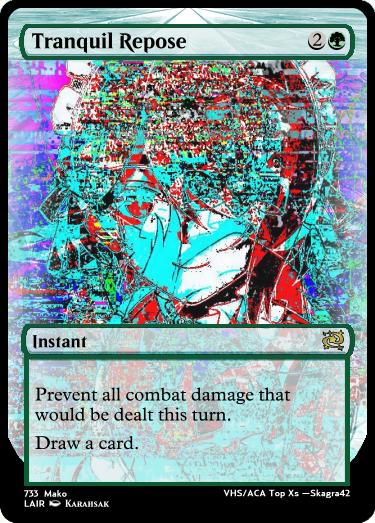 Tranquil Repose 2
Instant
Prevent all combat damage that
would be dealt this turn.
Draw a card.
733 Mako VHS/ACA Top Xs —Skagra42
LAIR Karahsak